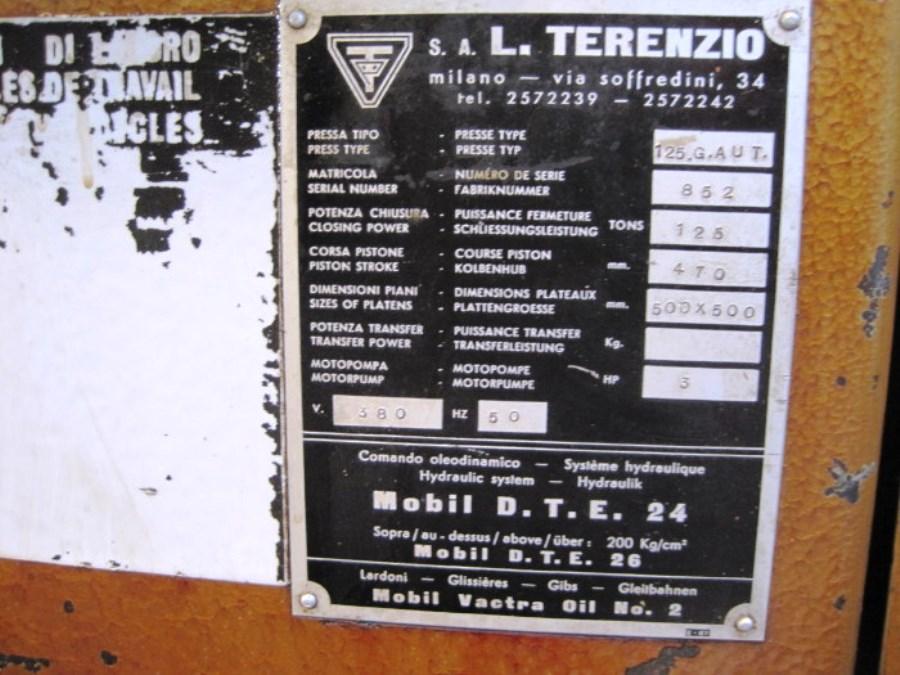 DI LAVORO
DE TRAVAIL
S. A. L. TERENZIO
milano — via soffredini, 34
tel. 2572239 — 2572242
PRESSA TIPO - PRESSE TYPE
PRESS TYPE - PRESSE TYP 125.G.AUT.
MATRICOLA - NUMÉRO DE SERIE
SERIAL NUMBER - FABRIKNUMMER 852
POTENZA CHIUSURA - PUISSANCE FERMETURE
CLOSING POWER - SCHLIESSUNGSLEISTUNG TONS 125
CORSA PISTONE - COURSE PISTON
PISTON STROKE - KOLBENHUB mm. 470
DIMENSIONI PIANI - DIMENSIONS PLATEAUX
SIZES OF PLATENS - PLATTENGROESSE mm. 500X500
POTENZA TRANSFER - PUISSANCE TRANSFER
TRANSFER POWER - TRANSFERLEISTUNG Kg.
MOTOPOMPA - MOTOPOMPE
MOTORPUMP - MOTORPUMPE HP 3
V. 380 HZ 50
Comando oleodinamico — Système hydraulique
Hydraulic system — Hydraulik
Mobil D. T. E. 24
Sopra/au-dessus/above/über: 200 Kg/cm²
Mobil D. T. E. 26
Lardoni — Glissières — Gibs — Gleitbahnen
Mobil Vactra Oil No. 2